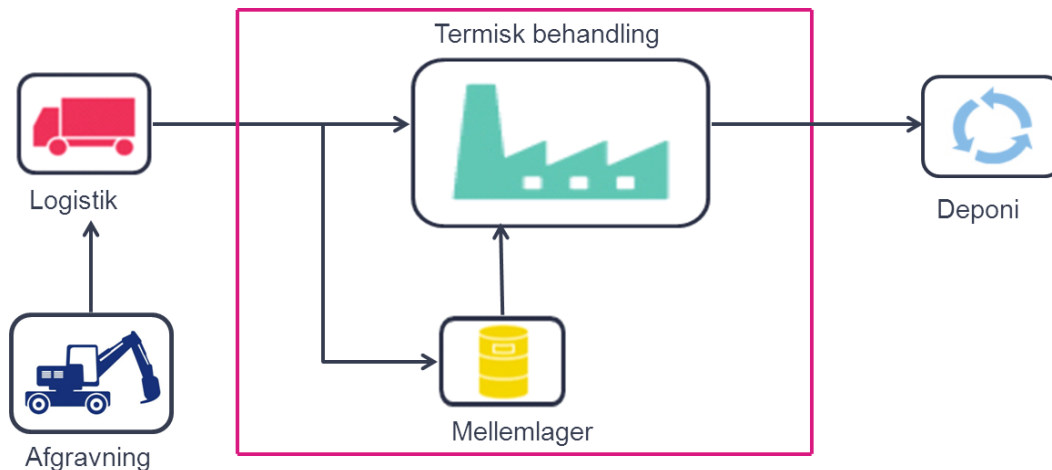 Termisk behandling
Logistik
Deponi
Mellemlager
Afgravning